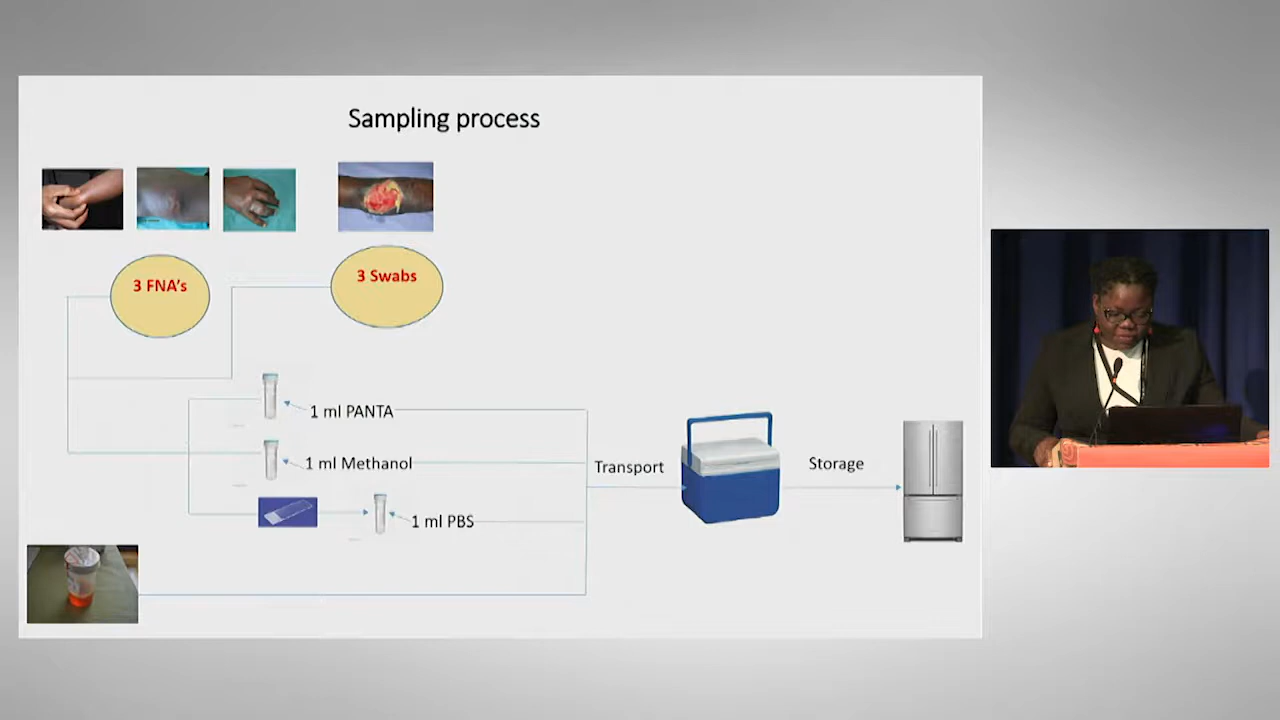 Sampling process
3 FNA's
3 Swabs
1 ml PANTA
1 ml Methanol
Transport
Storage
1 ml PBS